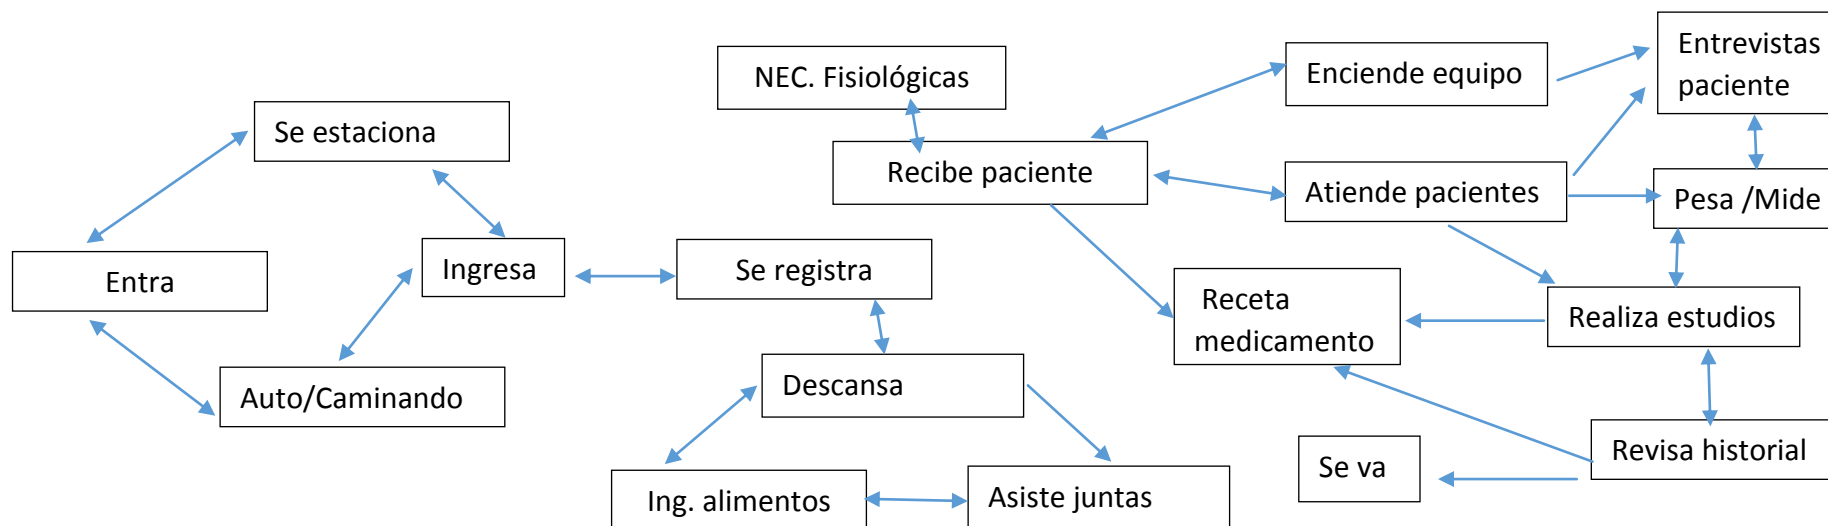 Entrevistas
paciente
Enciende equipo
NEC. Fisiológicas
Se estaciona
Recibe paciente
Atiende pacientes
Pesa /Mide
Entra
Ingresa
Se registra
Receta
medicamento
Realiza estudios
Auto/Caminando
Descansa
Revisa historial
Se va
Ing. alimentos
Asiste juntas